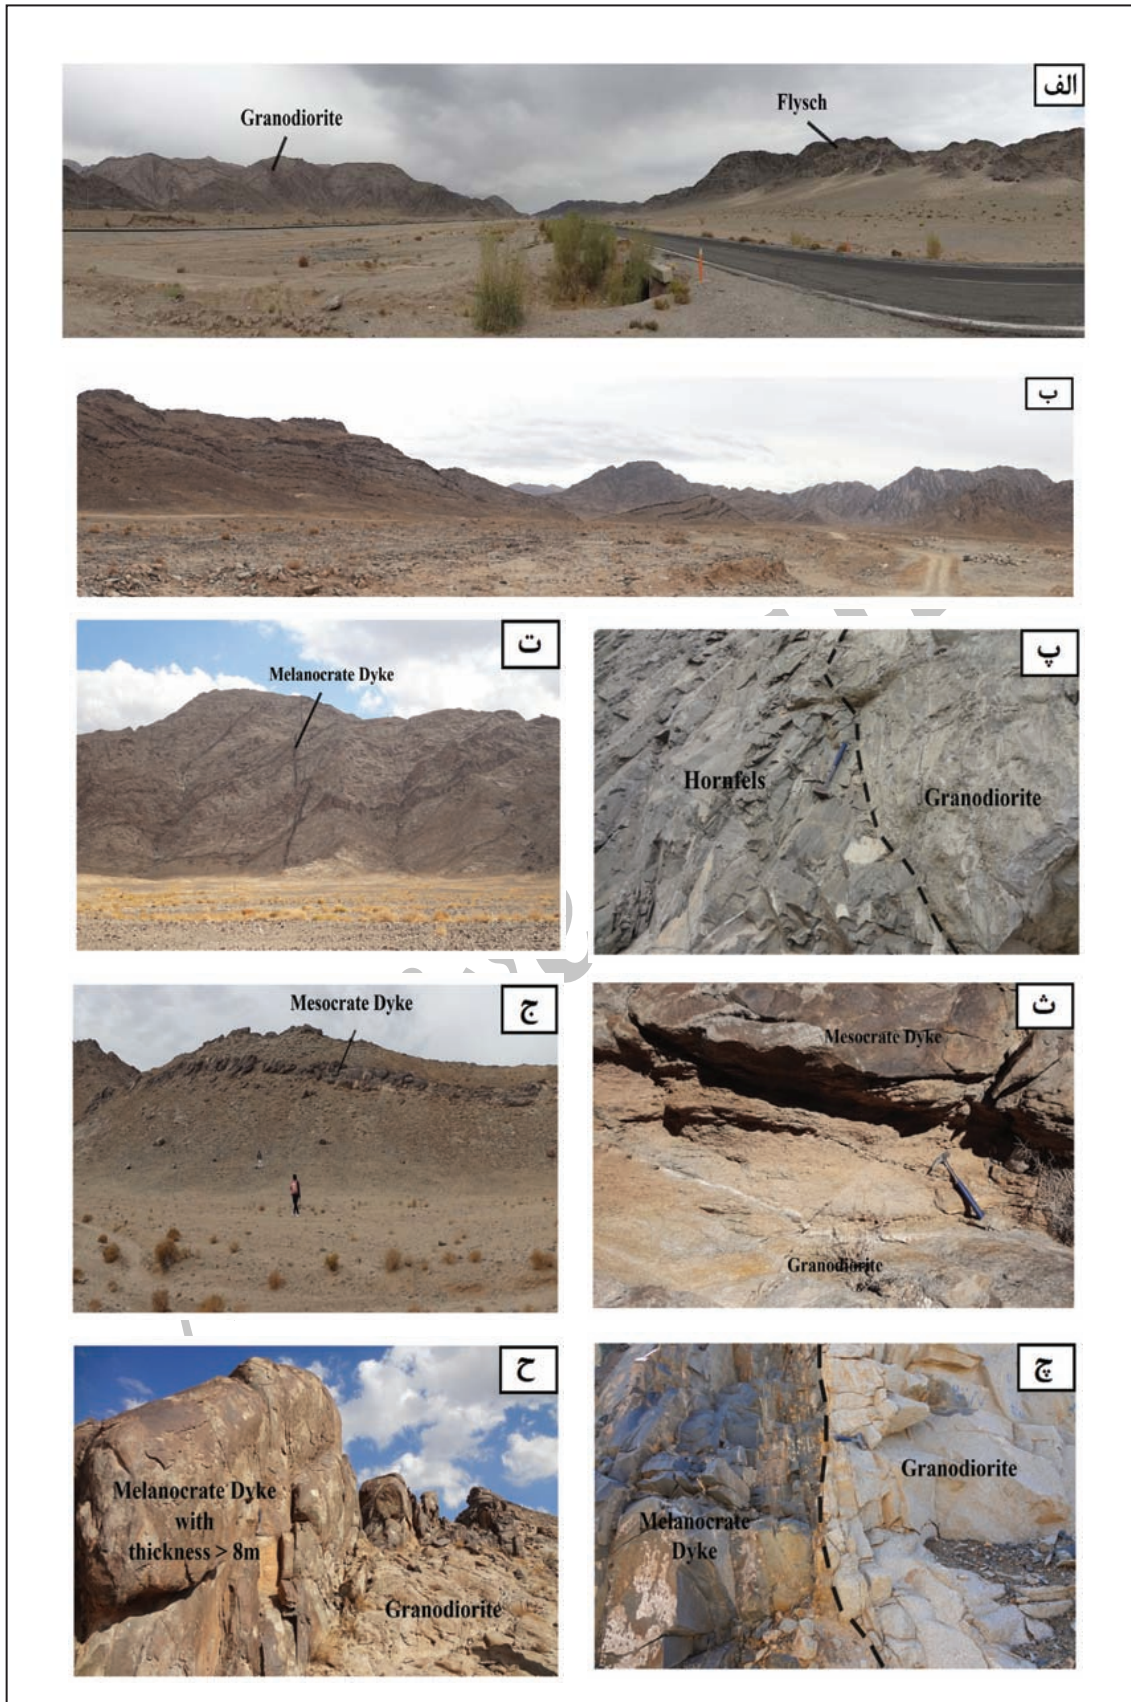 الف
Granodiorite
Flysch
ب
پ
Hornfels
Granodiorite
ت
Melanocrate Dyke
ث
Mesocrate Dyke
Granodiorite
ج
Mesocrate Dyke
چ
Granodiorite
Melanocrate
Dyke
ح
Melanocrate Dyke
with
thickness > 8m
Granodiorite